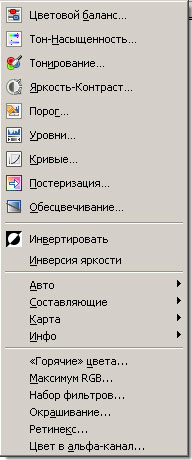 Цветовой баланс...
Тон-Насыщенность...
Тонирование...
Яркость-Контраст...
Порог...
Уровни...
Кривые...
Постеризация...
Обесцвечивание...
Инвертировать
Инверсия яркости
Авто
Составляющие
Карта
Инфо
«Горячие» цвета...
Максимум RGB...
Набор фильтров...
Окрашивание...
Ретинекс...
Цвет в альфа-канал...